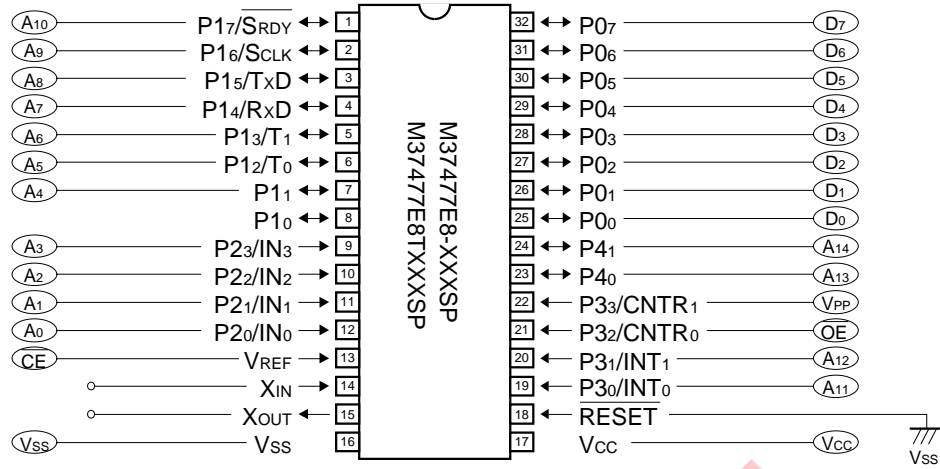 A10 P17/SRDY 1 32 P07 D7
A9 P16/SCLK 2 31 P06 D6
A8 P15/TXD 3 30 P05 D5
A7 P14/RXD 4 29 P04 D4
A6 P13/T1 5 28 P03 D3
A5 P12/T0 6 27 P02 D2
A4 P11 7 26 P01 D1
P10 8 25 P00 D0
A3 P23/IN3 9 24 P41 A14
A2 P22/IN2 10 23 P40 A13
A1 P21/IN1 11 22 P33/CNTR1 VPP
A0 P20/IN0 12 21 P32/CNTR0 OE
CE VREF 13 20 P31/INT1 A12
XIN 14 19 P30/INT0 A11
XOUT 15 18 RESET
VSS VSS 16 17 VCC VCC
VSS
M37477E8-XXXSP
M37477E8TXXXSP